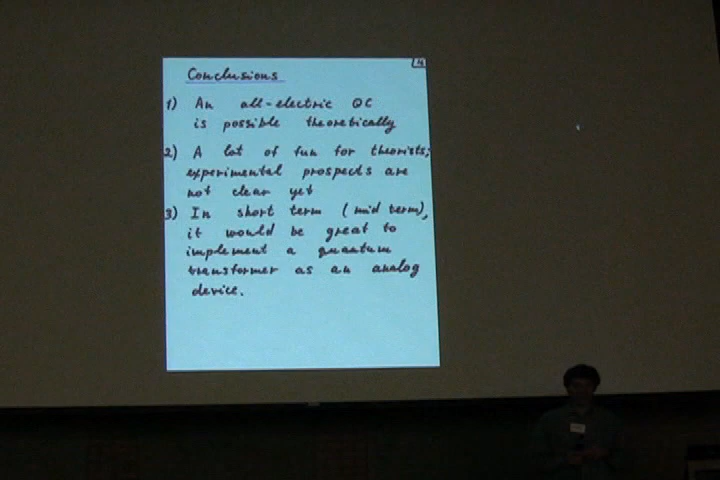 Conclusions
1) An all-electric QC
is possible theoretically
2) A lot of fun for theorists;
experimental prospects are
not clear yet
3) In short term (mid term),
it would be great to
implement a quantum
transformer as an analog
device.